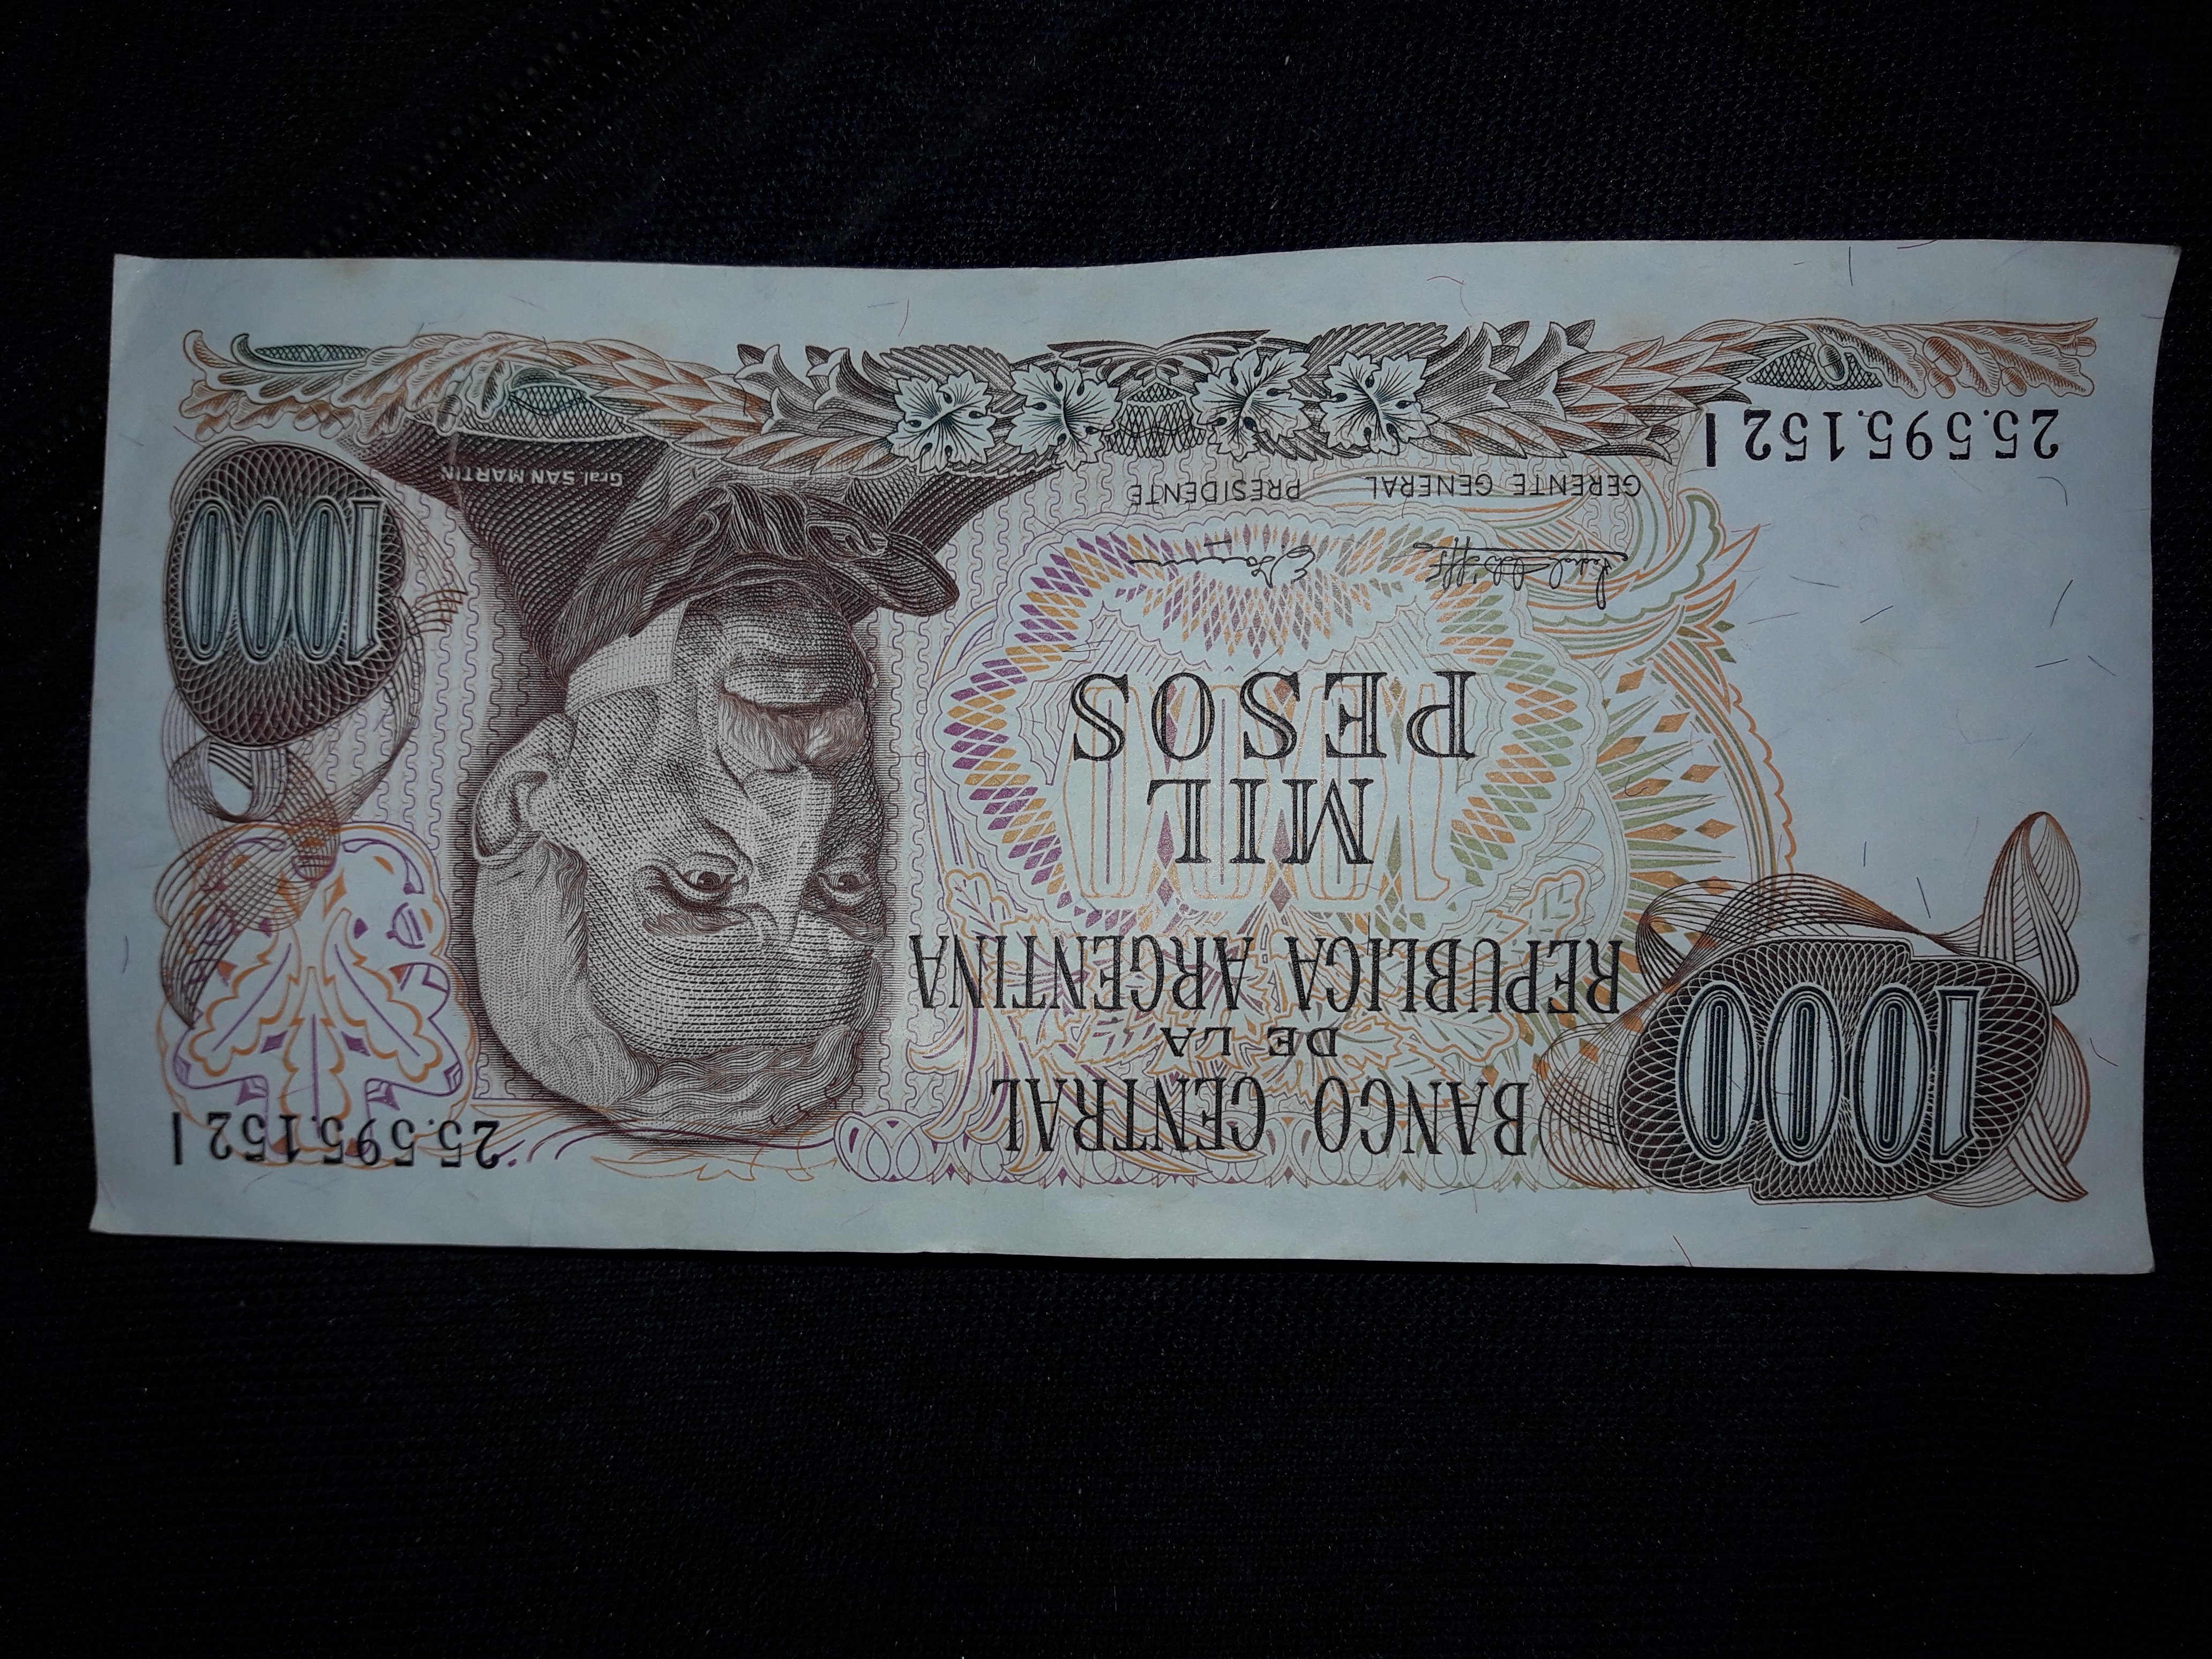 1000
BANCO CENTRAL
DE LA
REPUBLICA ARGENTINA
25.595.152 I
MIL
PESOS
GERENTE GENERAL
PRESIDENTE
25.595.152 I
Gral. SAN MARTIN
1000